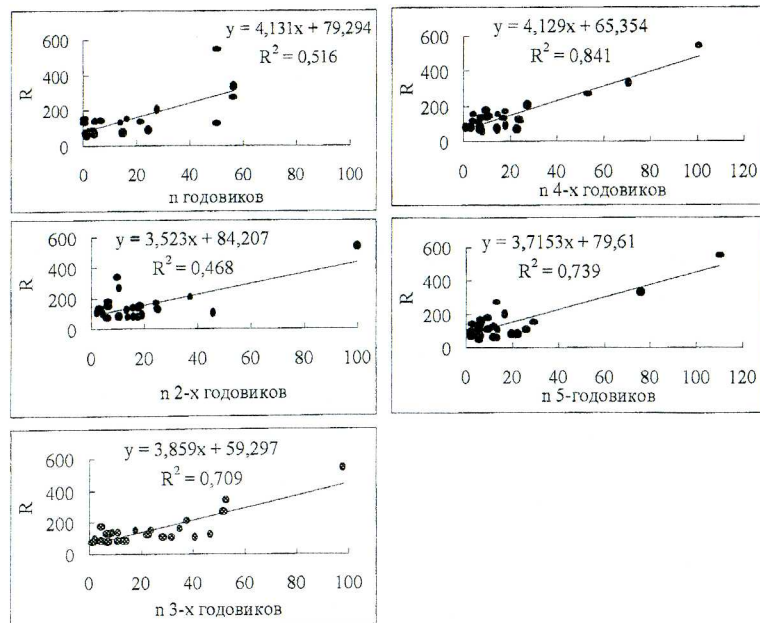 y = 4,131x + 79,294
R² = 0,516
600
400
200
0
R
0 20 40 60 80 100
n годовиков
y = 4,129x + 65,354
R² = 0,841
600
400
200
0
R
0 20 40 60 80 100 120
n 4-х годовиков
y = 3,523x + 84,207
R² = 0,468
600
400
200
0
R
0 20 40 60 80 100
n 2-х годовиков
y = 3,7153x + 79,61
R² = 0,739
600
400
200
0
R
0 20 40 60 80 100 120
n 5-годовиков
y = 3,859x + 59,297
R² = 0,709
600
400
200
0
R
0 20 40 60 80 100
n 3-х годовиков